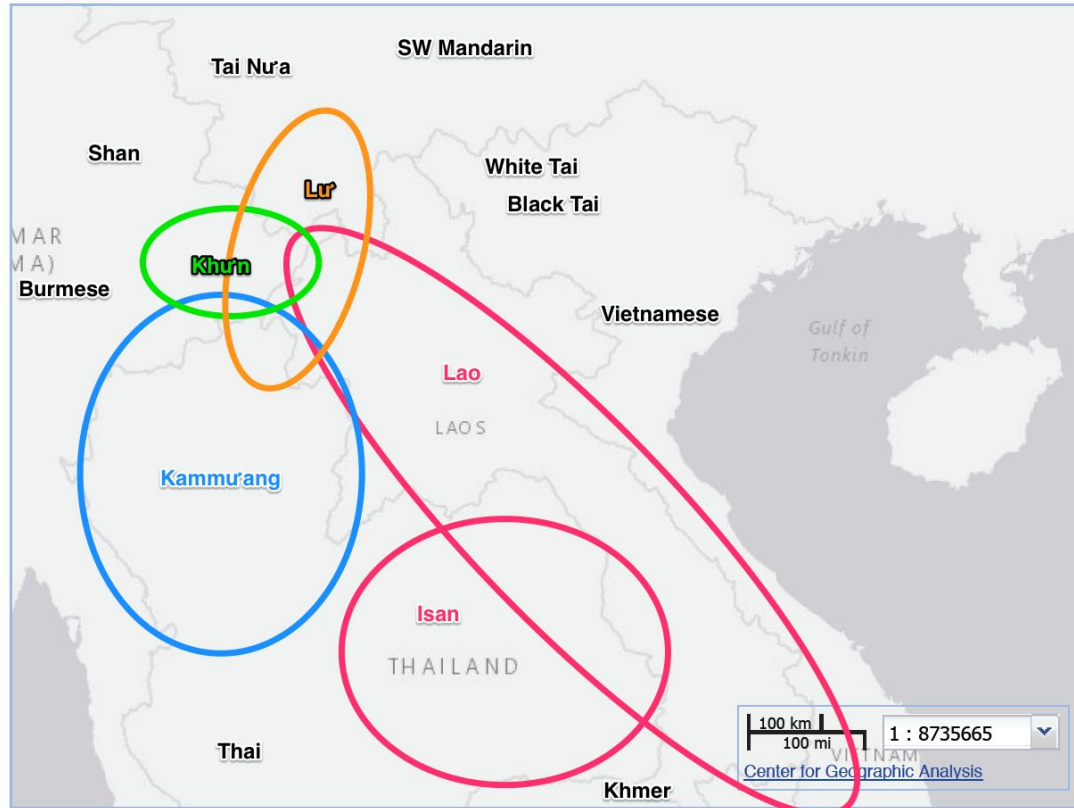 SW Mandarin
Tai Nưa
Shan
White Tai
Lư
Black Tai
MAR
MA)
Khưn
Burmese
Vietnamese
Gulf of
Tonkin
Lao
LAOS
Kammưang
Isan
THAILAND
100 km
100 mi
1 : 8735665
Thai
VIETNAM
Center for Geographic Analysis
Khmer